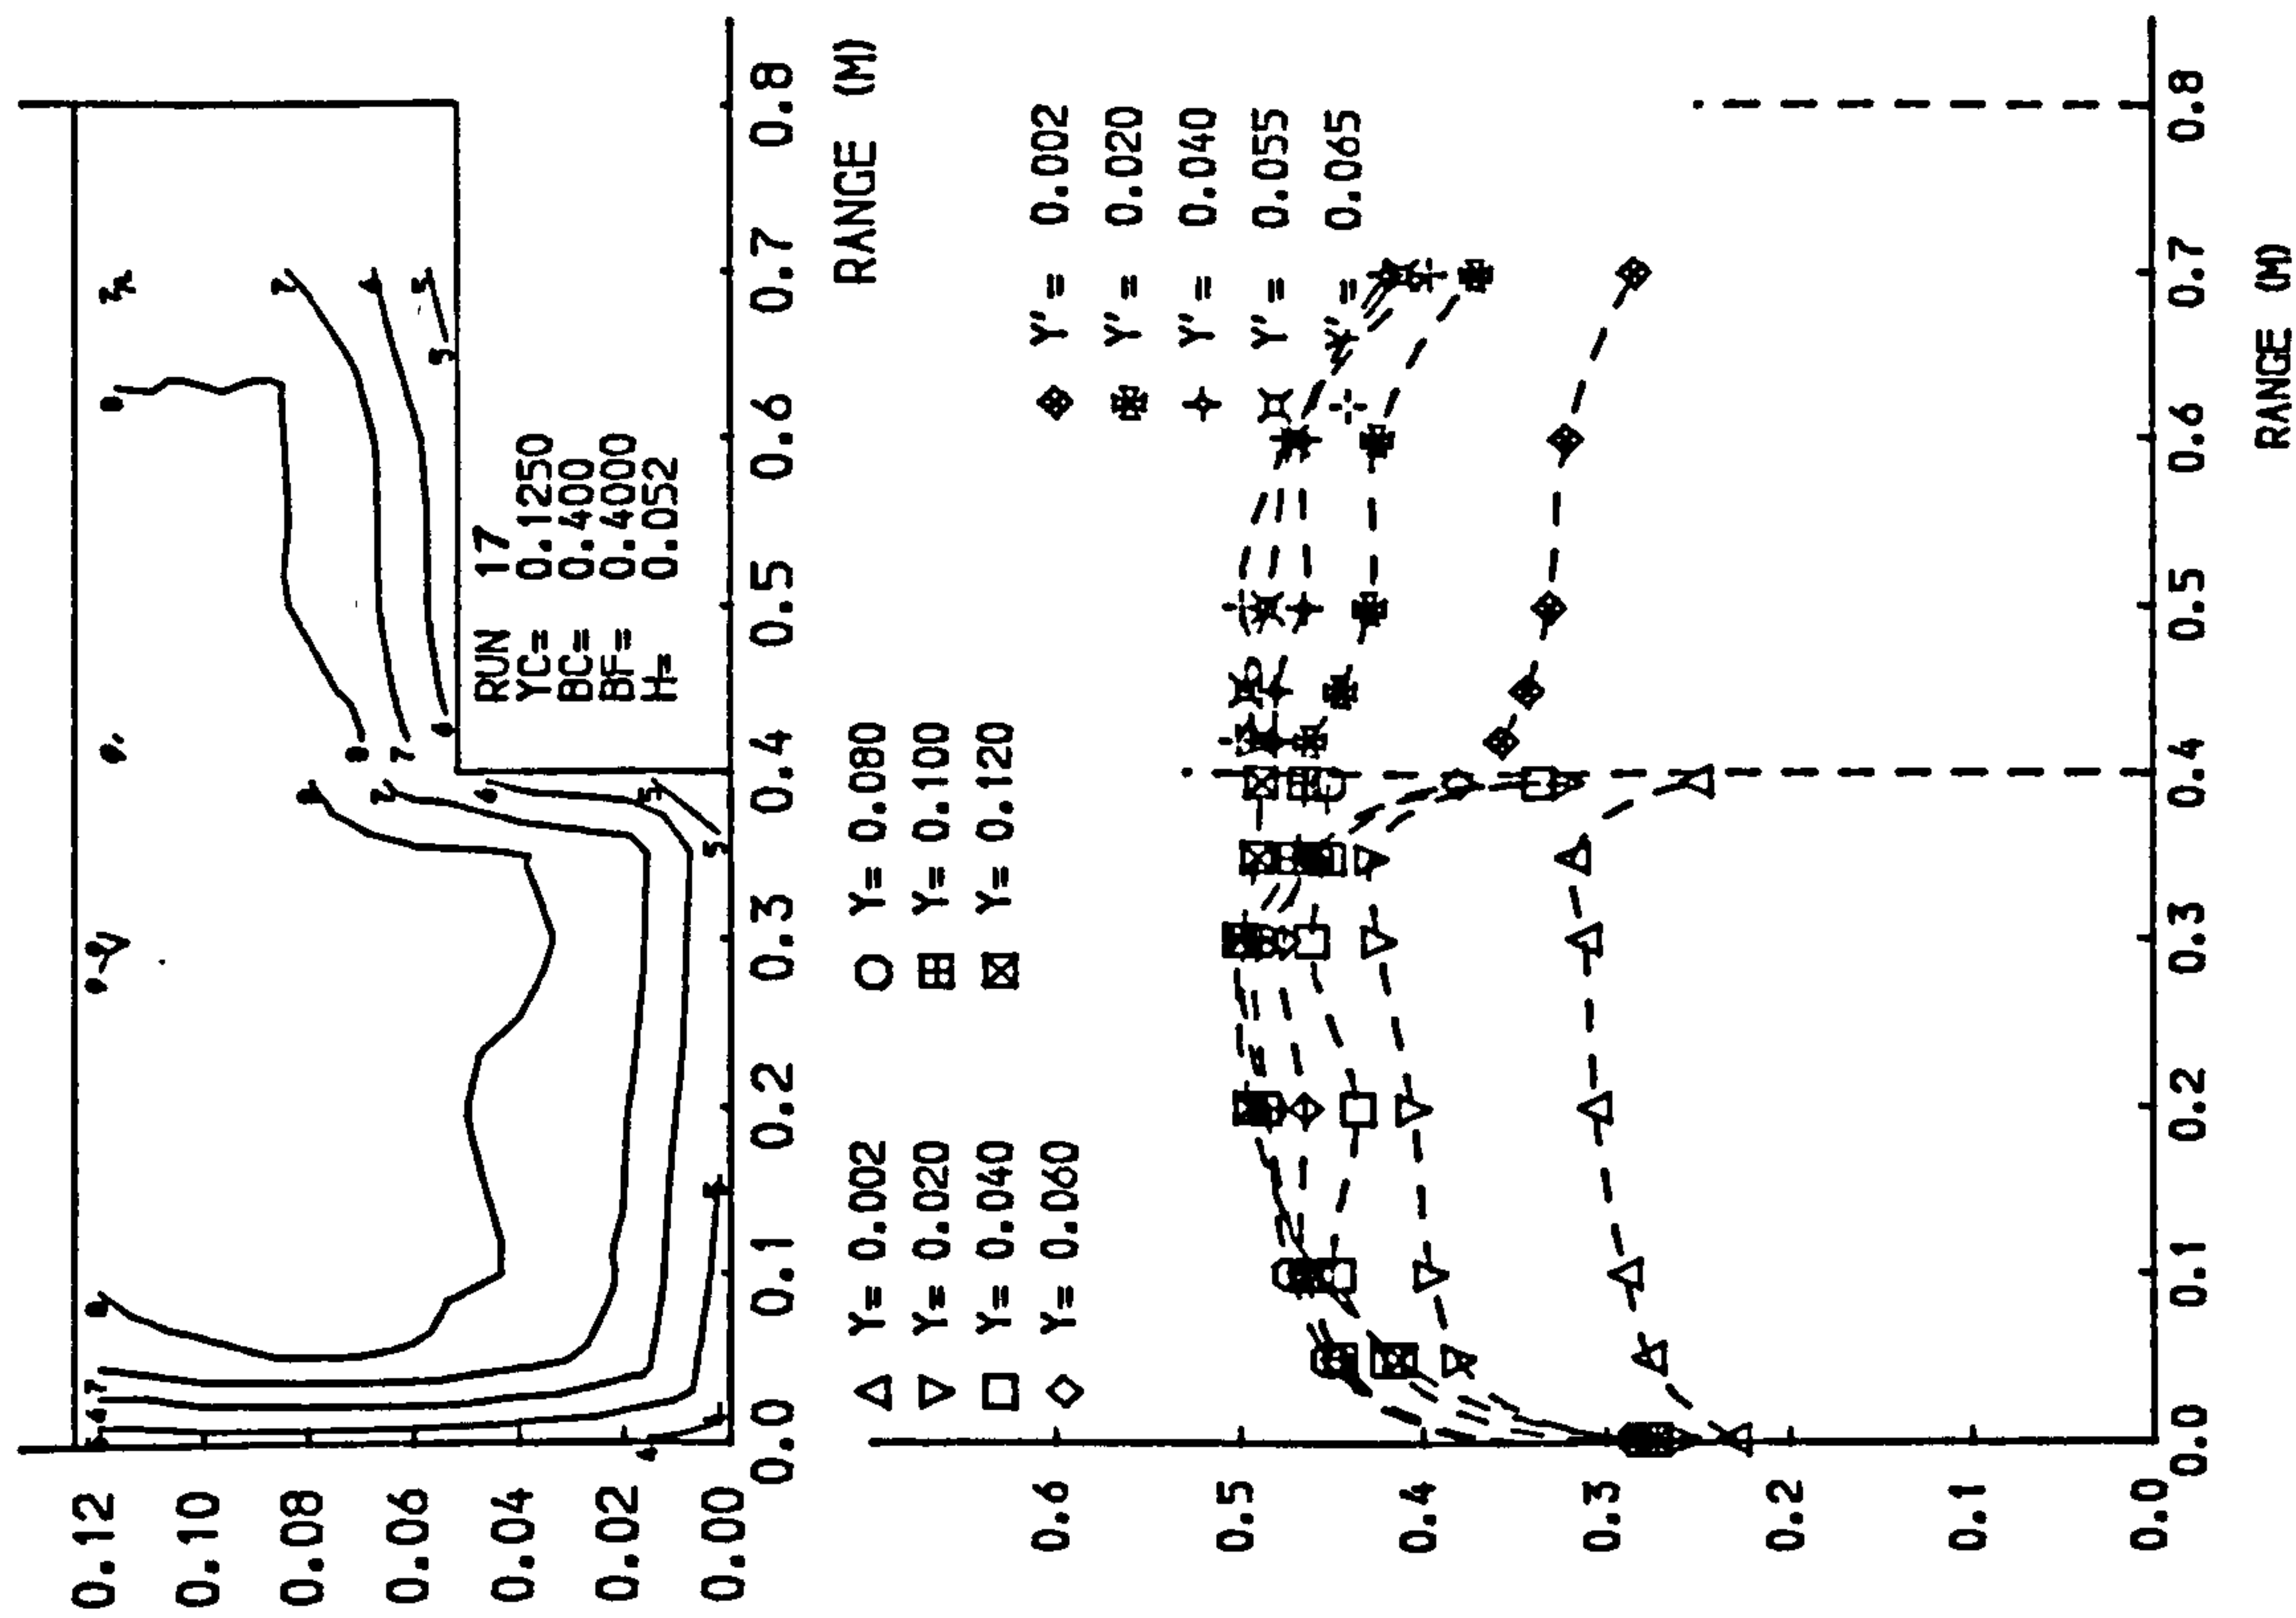 0.12
0.10
0.08
0.06
0.04
0.02
0.00
RUN 17
YC= 0.1250
BC= 0.400
BF= 0.4000
H= 0.052
0.0 0.1 0.2 0.3 0.4 0.5 0.6 0.7 0.8
RANGE (M)
Y= 0.002
Y= 0.020
Y= 0.040
Y= 0.060
Y= 0.080
Y= 0.100
Y= 0.120
Y'= 0.002
Y'= 0.020
Y'= 0.040
Y'= 0.055
Y'= 0.065
0.6
0.5
0.4
0.3
0.2
0.1
0.0
0.0 0.1 0.2 0.3 0.4 0.5 0.6 0.7 0.8
RANGE (M)